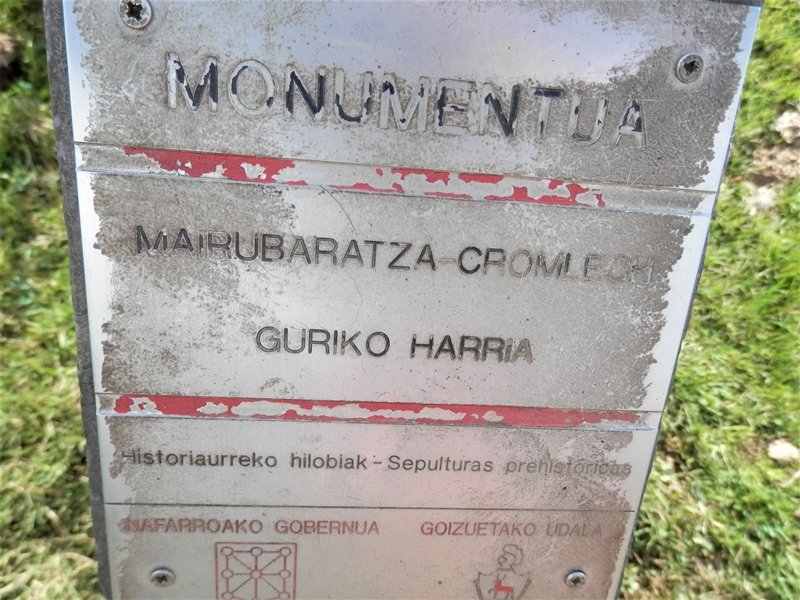 MONUMENTUA
MAIRUBARATZA-CROMLECH
GURIKO HARRIA
Historiaurreko hilobiak - Sepulturas prehistóricas
NAFARROAKO GOBERNUA GOIZUETAKO UDALA